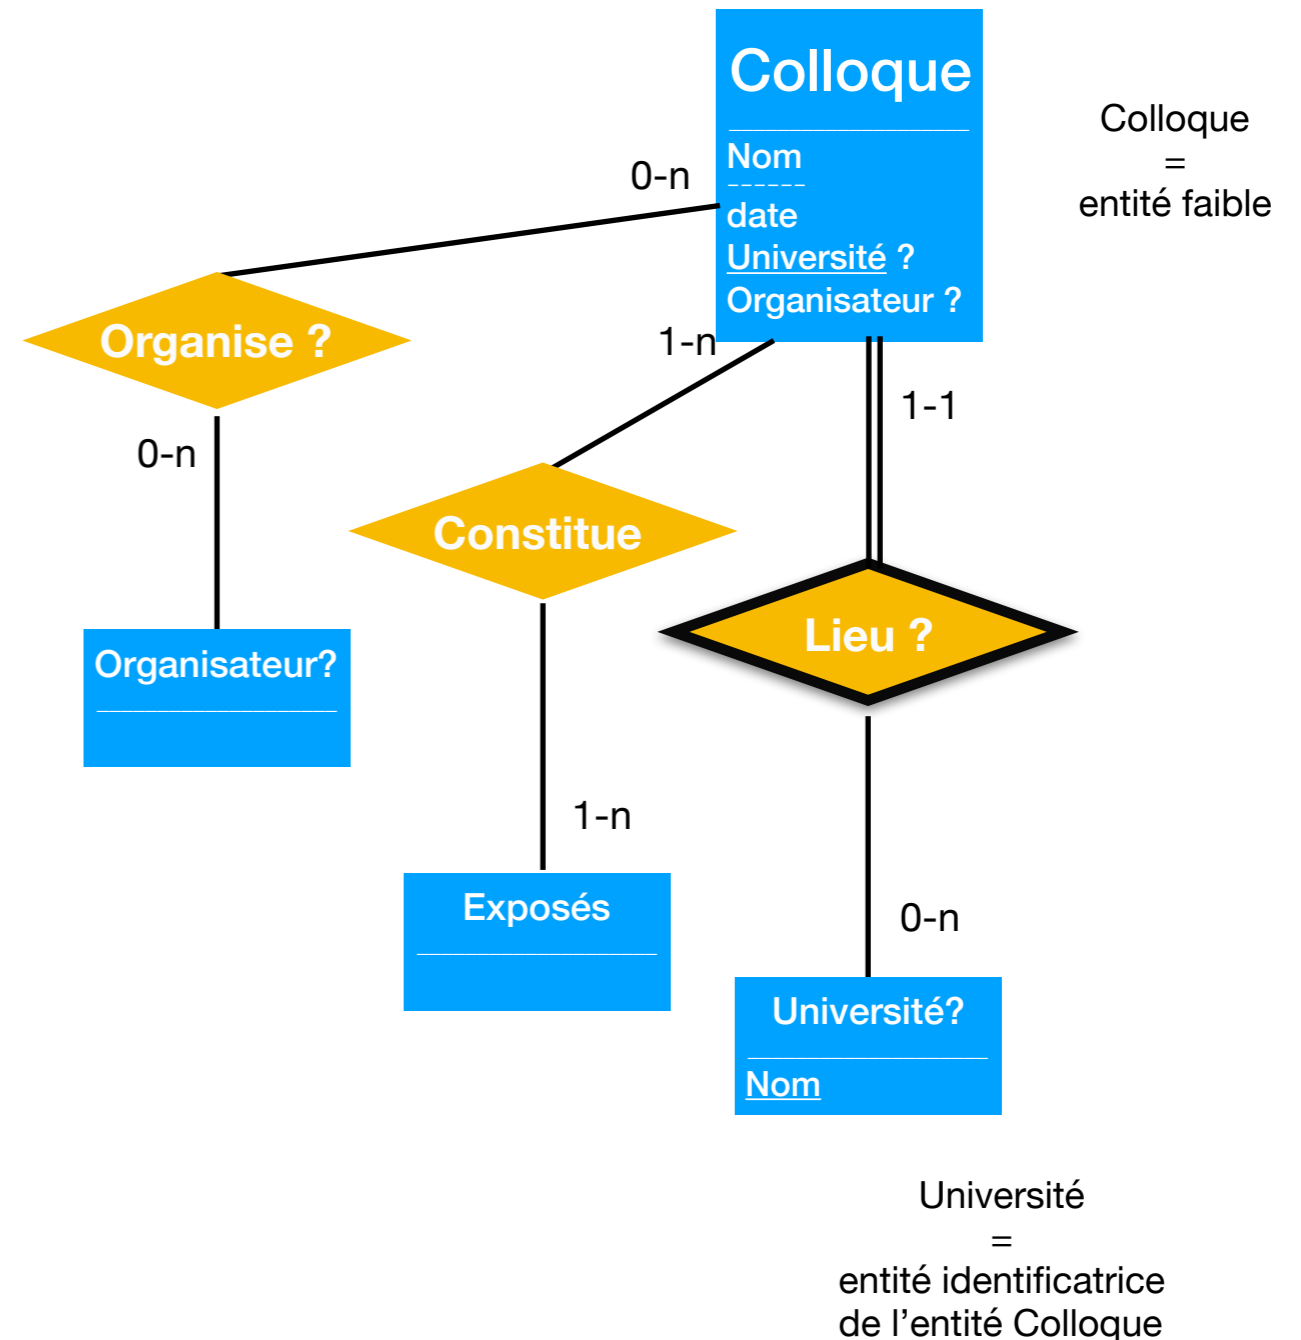 Colloque
Nom
date
Université ?
Organisateur ?
Colloque
=
entité faible
0-n
Organise ?
0-n
Organisateur?
1-n
Constitue
1-n
Exposés
1-1
Lieu ?
0-n
Université?
Nom
Université
=
entité identificatrice
de l'entité Colloque